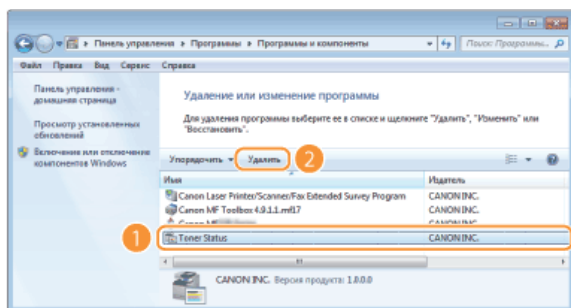 Панель управления › Программы › Программы и компоненты
Поиск: Программы...
Файл Правка Вид Сервис Справка
Панель управления -
домашняя страница
Просмотр установленных
обновлений
Включение или отключение
компонентов Windows
Удаление или изменение программы
Для удаления программы выберите ее в списке и щелкните "Удалить", "Изменить" или
"Восстановить".
Упорядочить Удалить 2
Имя Издатель
Canon Laser Printer/Scanner/Fax Extended Survey Program CANON INC.
Canon MF Toolbox 4.9.1.1.mf17 CANON INC.
Canon MF CANON INC.
1 Toner Status CANON INC.
CANON INC. Версия продукта: 1.0.0.0